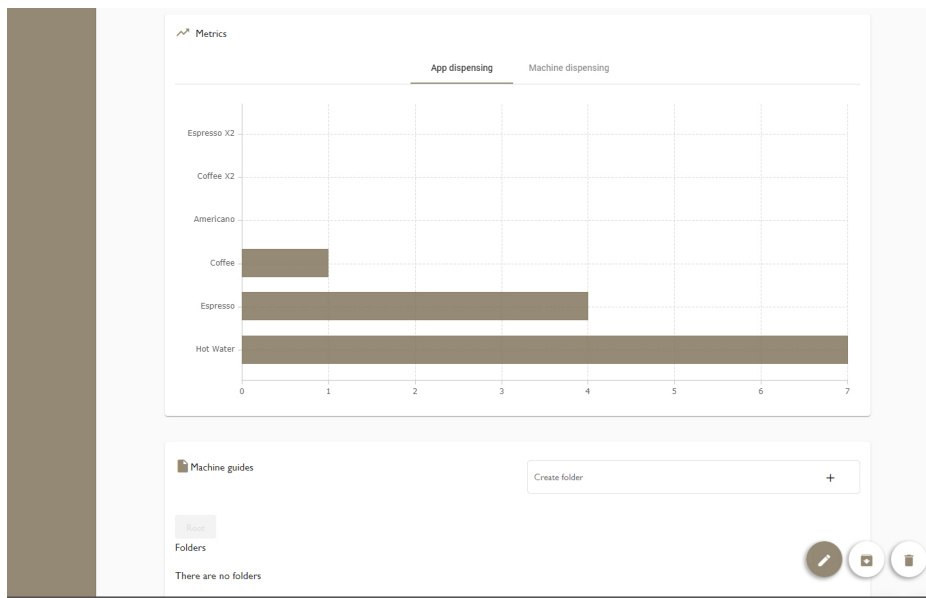 Metrics
App dispensing Machine dispensing
Espresso X2
Coffee X2
Americano
Coffee
Espresso
Hot Water
0 1 2 3 4 5 6 7
Machine guides
Create folder +
Root
Folders
There are no folders